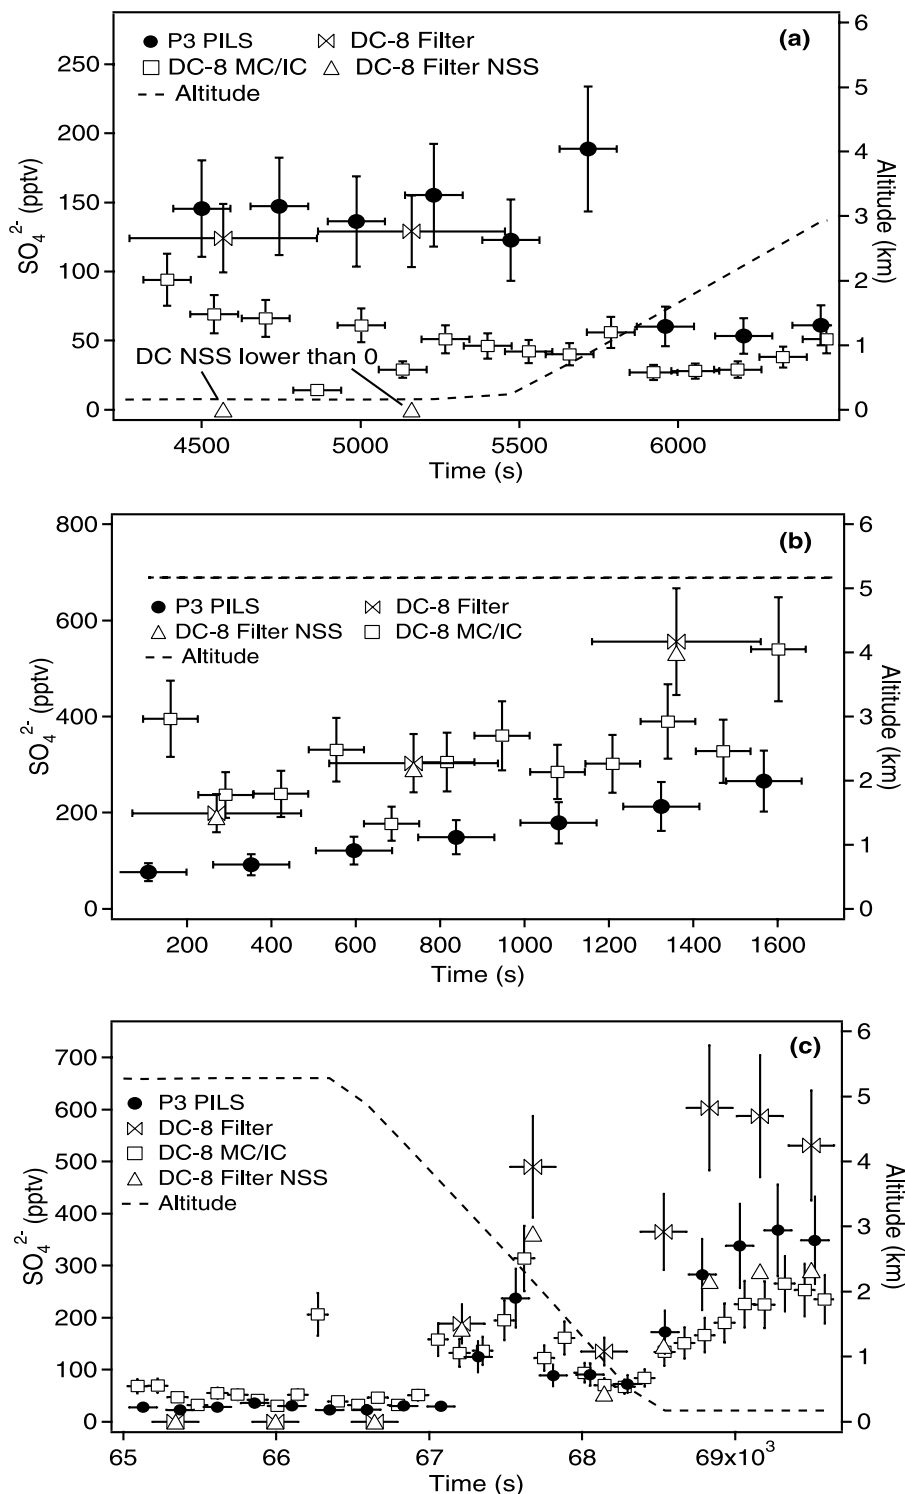 (a)
P3 PILS
DC-8 Filter
DC-8 MC/IC
DC-8 Filter NSS
Altitude
DC NSS lower than 0
250
200
150
100
50
0
SO₄²⁻ (pptv)
6
5
4
3
2
1
0
Altitude (km)
4500 5000 5500 6000
Time (s)
(b)
P3 PILS
DC-8 Filter
DC-8 Filter NSS
DC-8 MC/IC
Altitude
800
600
400
200
0
SO₄²⁻ (pptv)
6
5
4
3
2
1
0
Altitude (km)
200 400 600 800 1000 1200 1400 1600
Time (s)
(c)
P3 PILS
DC-8 Filter
DC-8 MC/IC
DC-8 Filter NSS
Altitude
700
600
500
400
300
200
100
0
SO₄²⁻ (pptv)
6
5
4
3
2
1
0
Altitude (km)
65 66 67 68 69x10³
Time (s)